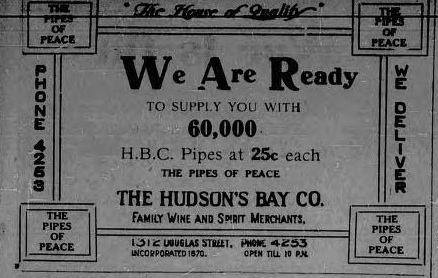 "The House of Quality"
THE
PIPES
OF
PEACE
THE
PIPES
OF
PEACE
PHONE 4253
WE DELIVER
We Are Ready
TO SUPPLY YOU WITH
60,000
H.B.C. Pipes at 25c each
THE PIPES OF PEACE
THE HUDSON'S BAY CO.
FAMILY WINE AND SPIRIT MERCHANTS.
THE
PIPES
OF
PEACE
THE
PIPES
OF
PEACE
1312 DOUGLAS STREET. PHONE 4253
INCORPORATED 1670. OPEN TILL 10 P.M.